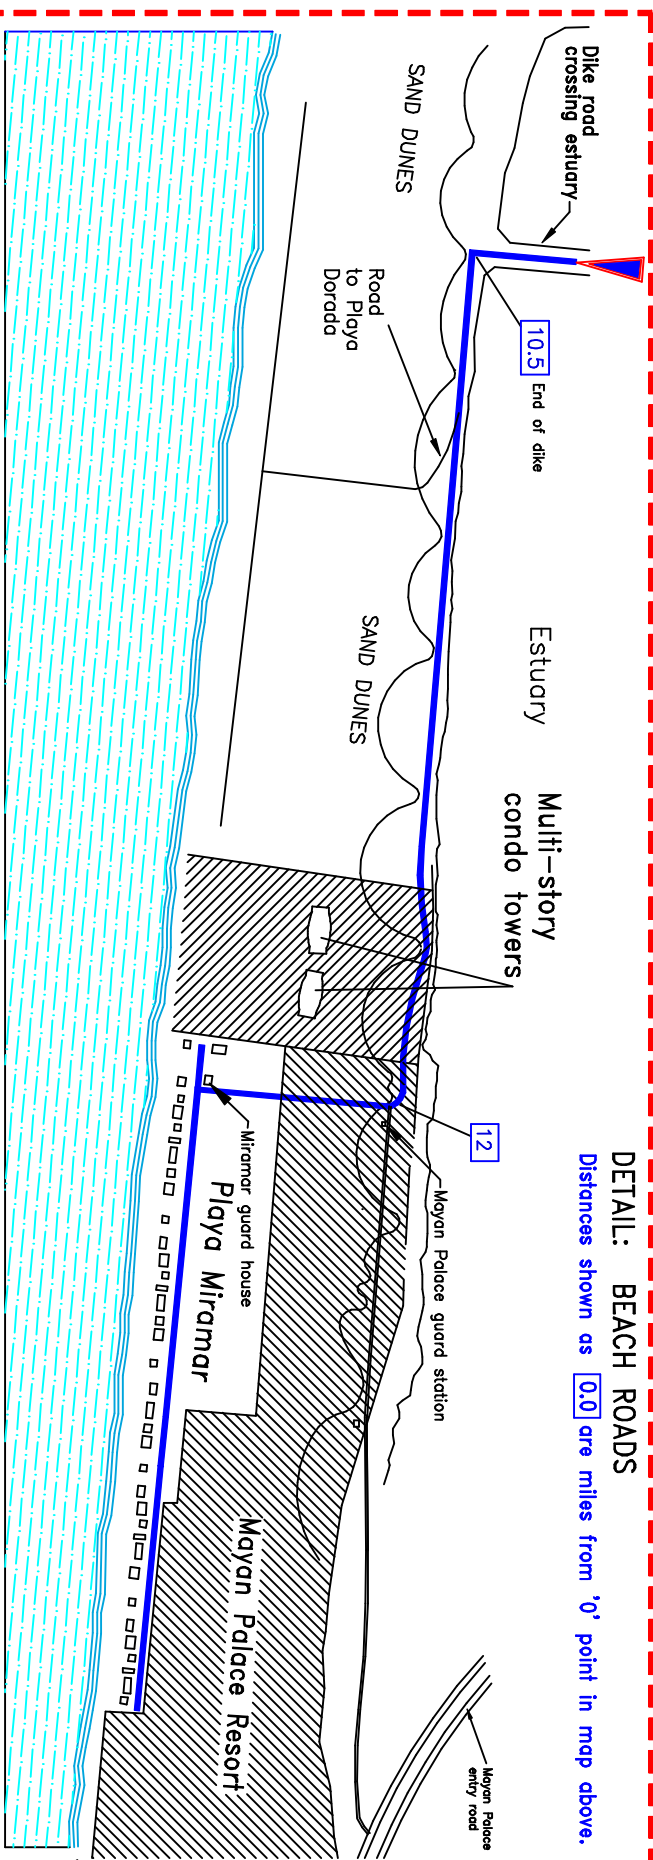 DETAIL: BEACH ROADS
Distances shown as 0.0 are miles from '0' point in map above.
Dike road
crossing estuary
10.5 End of dike
Estuary
Multi-story
condo towers
12
SAND DUNES
Road
to Playa
Dorada
SAND DUNES
Mayan Palace guard station
Miramar guard house
Playa Miramar
Mayan Palace Resort
Mayan Palace
entry road